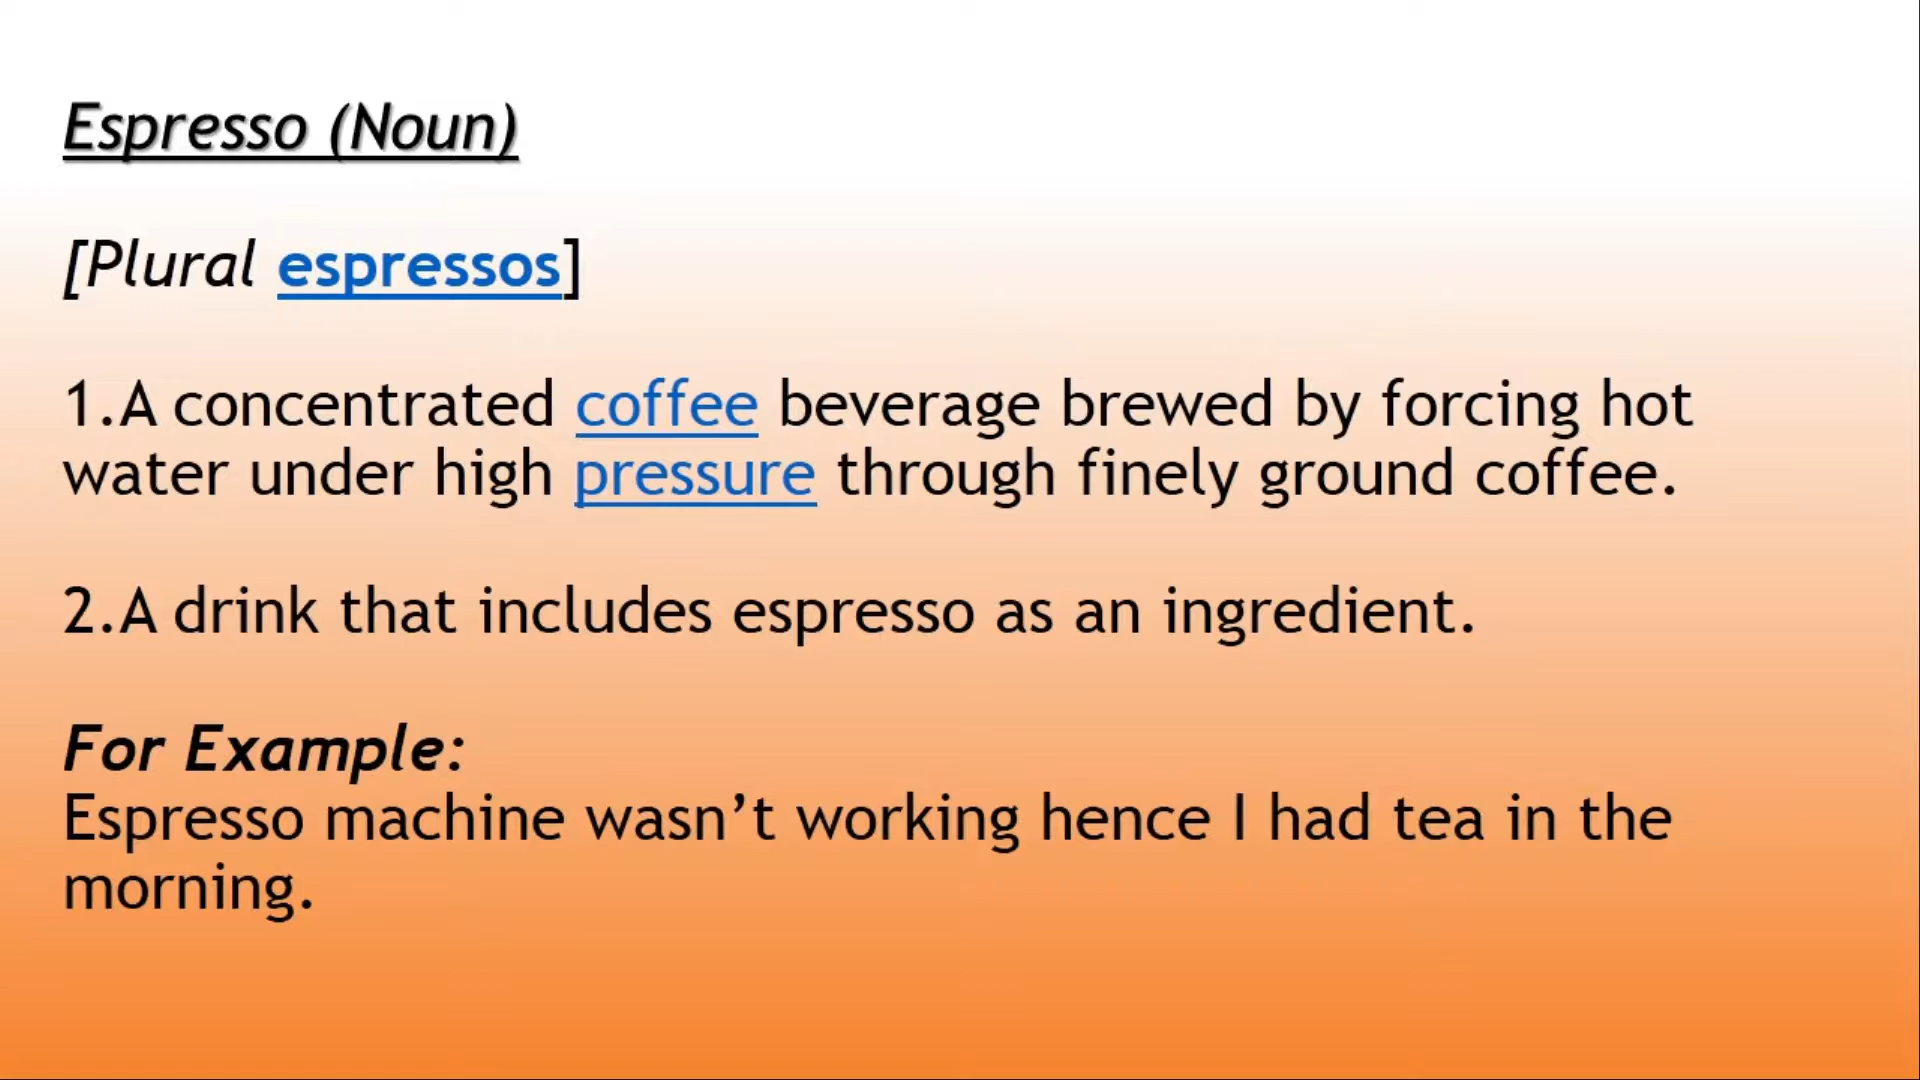 Espresso (Noun)
[Plural espressos]
1.A concentrated coffee beverage brewed by forcing hot
water under high pressure through finely ground coffee.
2.A drink that includes espresso as an ingredient.
For Example:
Espresso machine wasn’t working hence I had tea in the
morning.